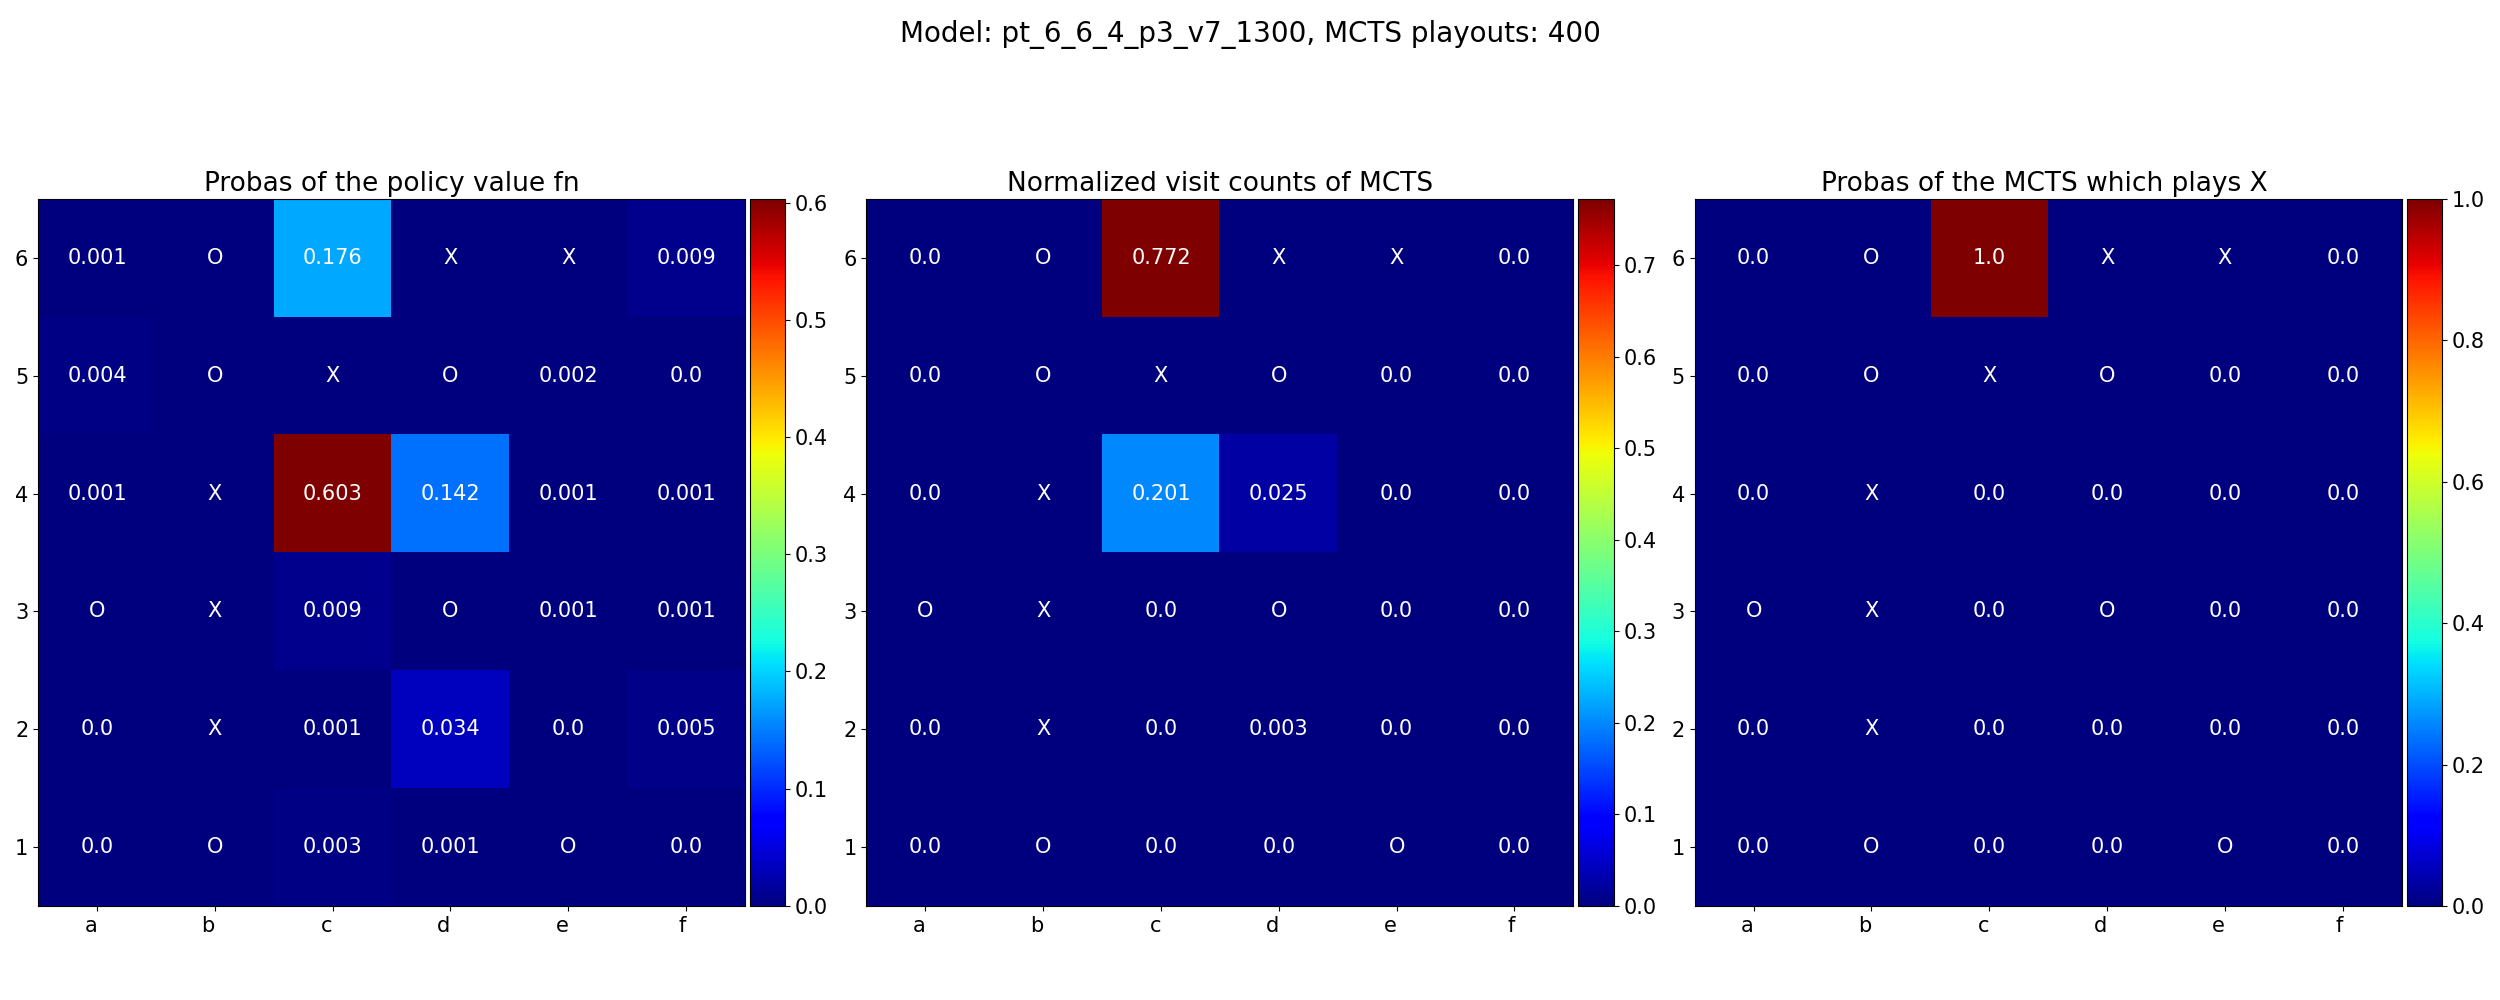 Model: pt_6_6_4_p3_v7_1300, MCTS playouts: 400
Probas of the policy value fn
6 0.001 O 0.176 X X 0.009
5 0.004 O X O 0.002 0.0
4 0.001 X 0.603 0.142 0.001 0.001
3 O X 0.009 O 0.001 0.001
2 0.0 X 0.001 0.034 0.0 0.005
1 0.0 O 0.003 0.001 O 0.0
a b c d e f
0.6
0.5
0.4
0.3
0.2
0.1
0.0
Normalized visit counts of MCTS
6 0.0 O 0.772 X X 0.0
5 0.0 O X O 0.0 0.0
4 0.0 X 0.201 0.025 0.0 0.0
3 O X 0.0 O 0.0 0.0
2 0.0 X 0.0 0.003 0.0 0.0
1 0.0 O 0.0 0.0 O 0.0
a b c d e f
0.7
0.6
0.5
0.4
0.3
0.2
0.1
0.0
Probas of the MCTS which plays X
6 0.0 O 1.0 X X 0.0
5 0.0 O X O 0.0 0.0
4 0.0 X 0.0 0.0 0.0 0.0
3 O X 0.0 O 0.0 0.0
2 0.0 X 0.0 0.0 0.0 0.0
1 0.0 O 0.0 0.0 O 0.0
a b c d e f
1.0
0.8
0.6
0.4
0.2
0.0